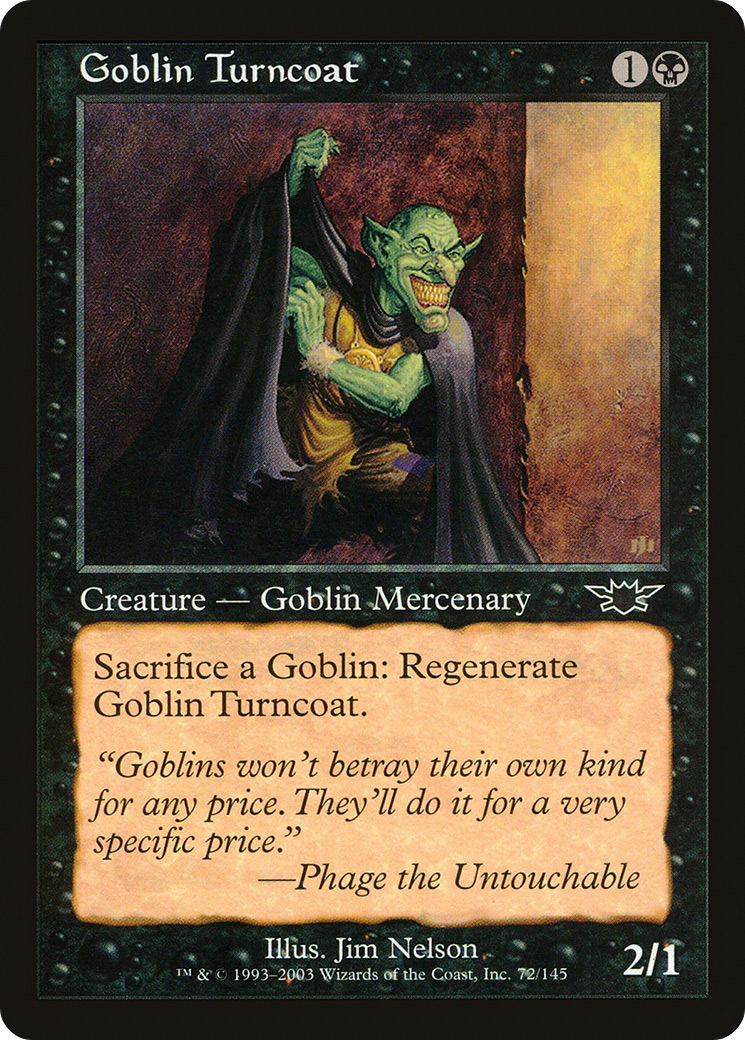 Goblin Turncoat
1
Creature — Goblin Mercenary
Sacrifice a Goblin: Regenerate
Goblin Turncoat.
“Goblins won’t betray their own kind
for any price. They’ll do it for a very
specific price.”
—Phage the Untouchable
Illus. Jim Nelson
™ & © 1993–2003 Wizards of the Coast, Inc. 72/145
2/1